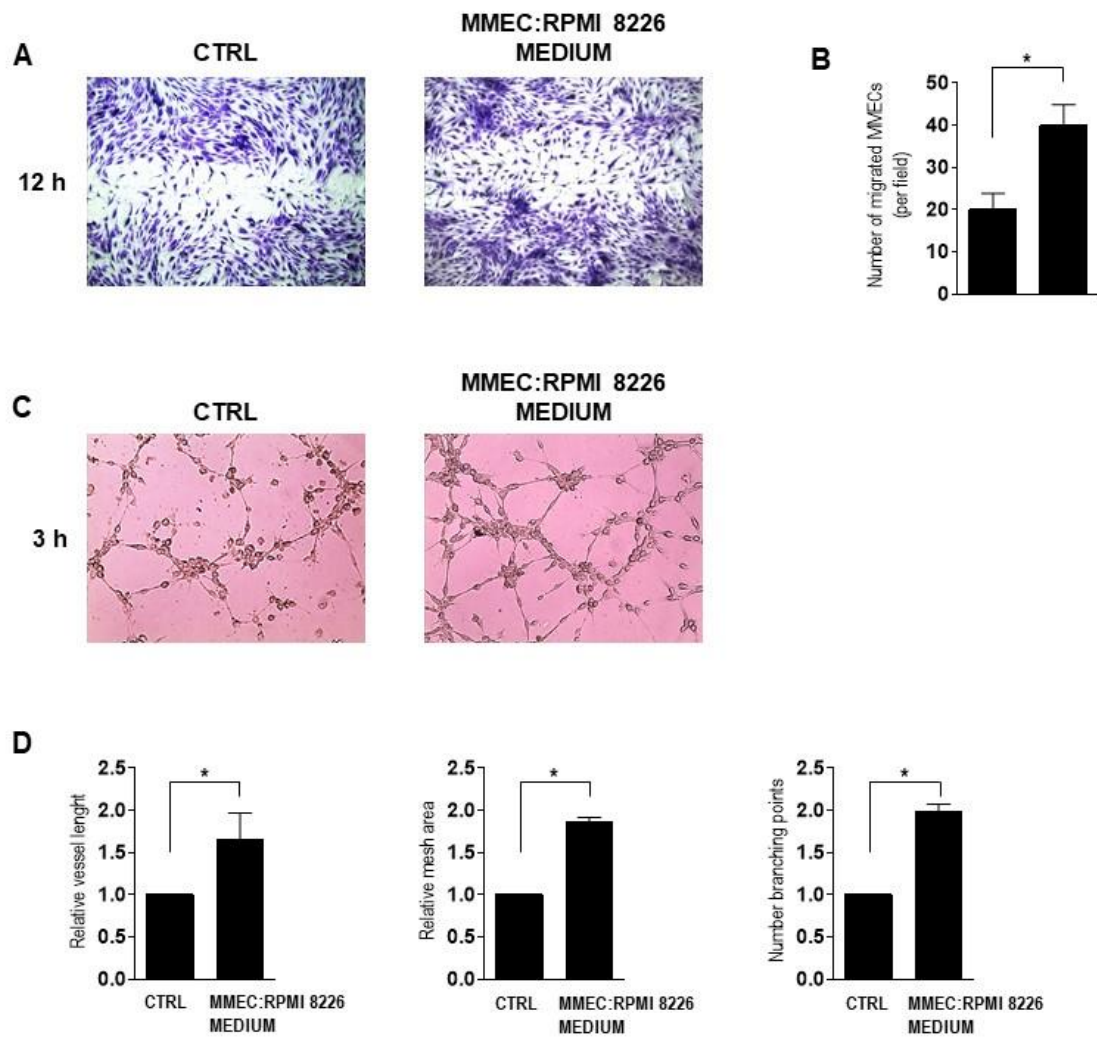 A
CTRL
MMEC:RPMI 8226
MEDIUM
12 h
B
*
Number of migrated MMECs
(per field)
50
40
30
20
10
0
C
CTRL
MMEC:RPMI 8226
MEDIUM
3 h
D
Relative vessel lenght
2.5
2.0
1.5
1.0
0.5
0.0
*
CTRL
MMEC:RPMI 8226
MEDIUM
Relative mesh area
2.5
2.0
1.5
1.0
0.5
0.0
*
CTRL
MMEC:RPMI 8226
MEDIUM
Number branching points
2.5
2.0
1.5
1.0
0.5
0.0
*
CTRL
MMEC:RPMI 8226
MEDIUM